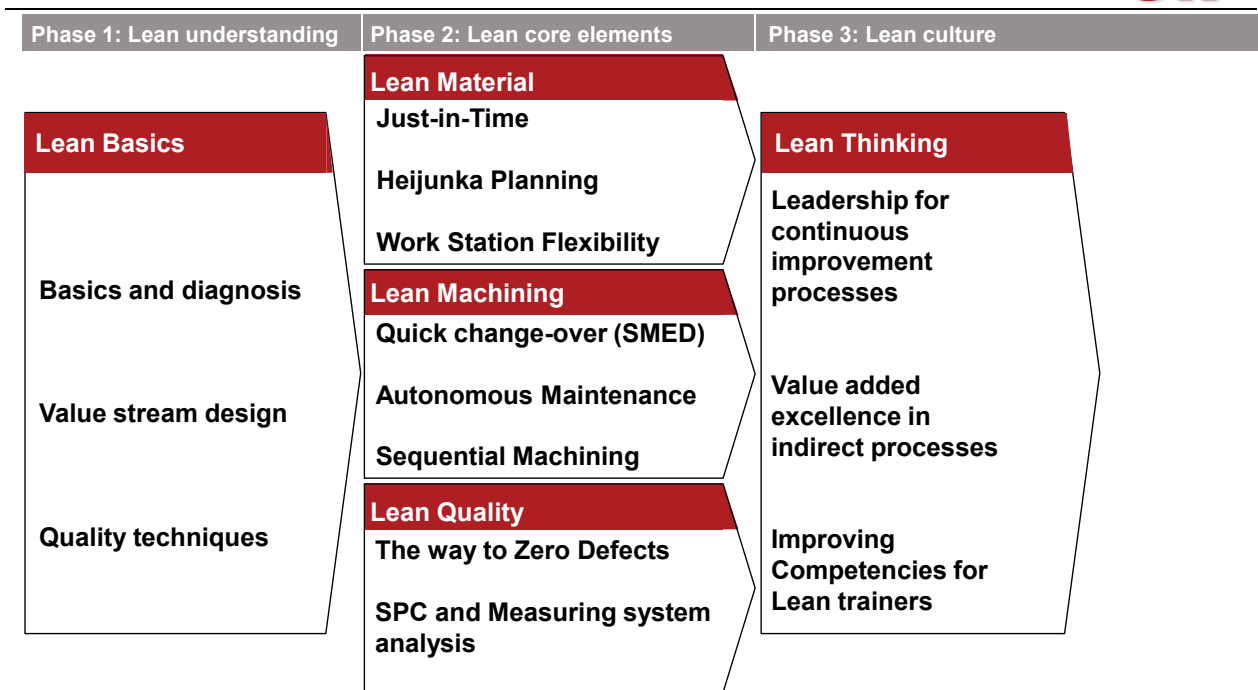 Phase 1: Lean understanding
Phase 2: Lean core elements
Phase 3: Lean culture
Lean Basics
Basics and diagnosis
Value stream design
Quality techniques
Lean Material
Just-in-Time
Heijunka Planning
Work Station Flexibility
Lean Machining
Quick change-over (SMED)
Autonomous Maintenance
Sequential Machining
Lean Quality
The way to Zero Defects
SPC and Measuring system
analysis
Lean Thinking
Leadership for
continuous
improvement
processes
Value added
excellence in
indirect processes
Improving
Competencies for
Lean trainers